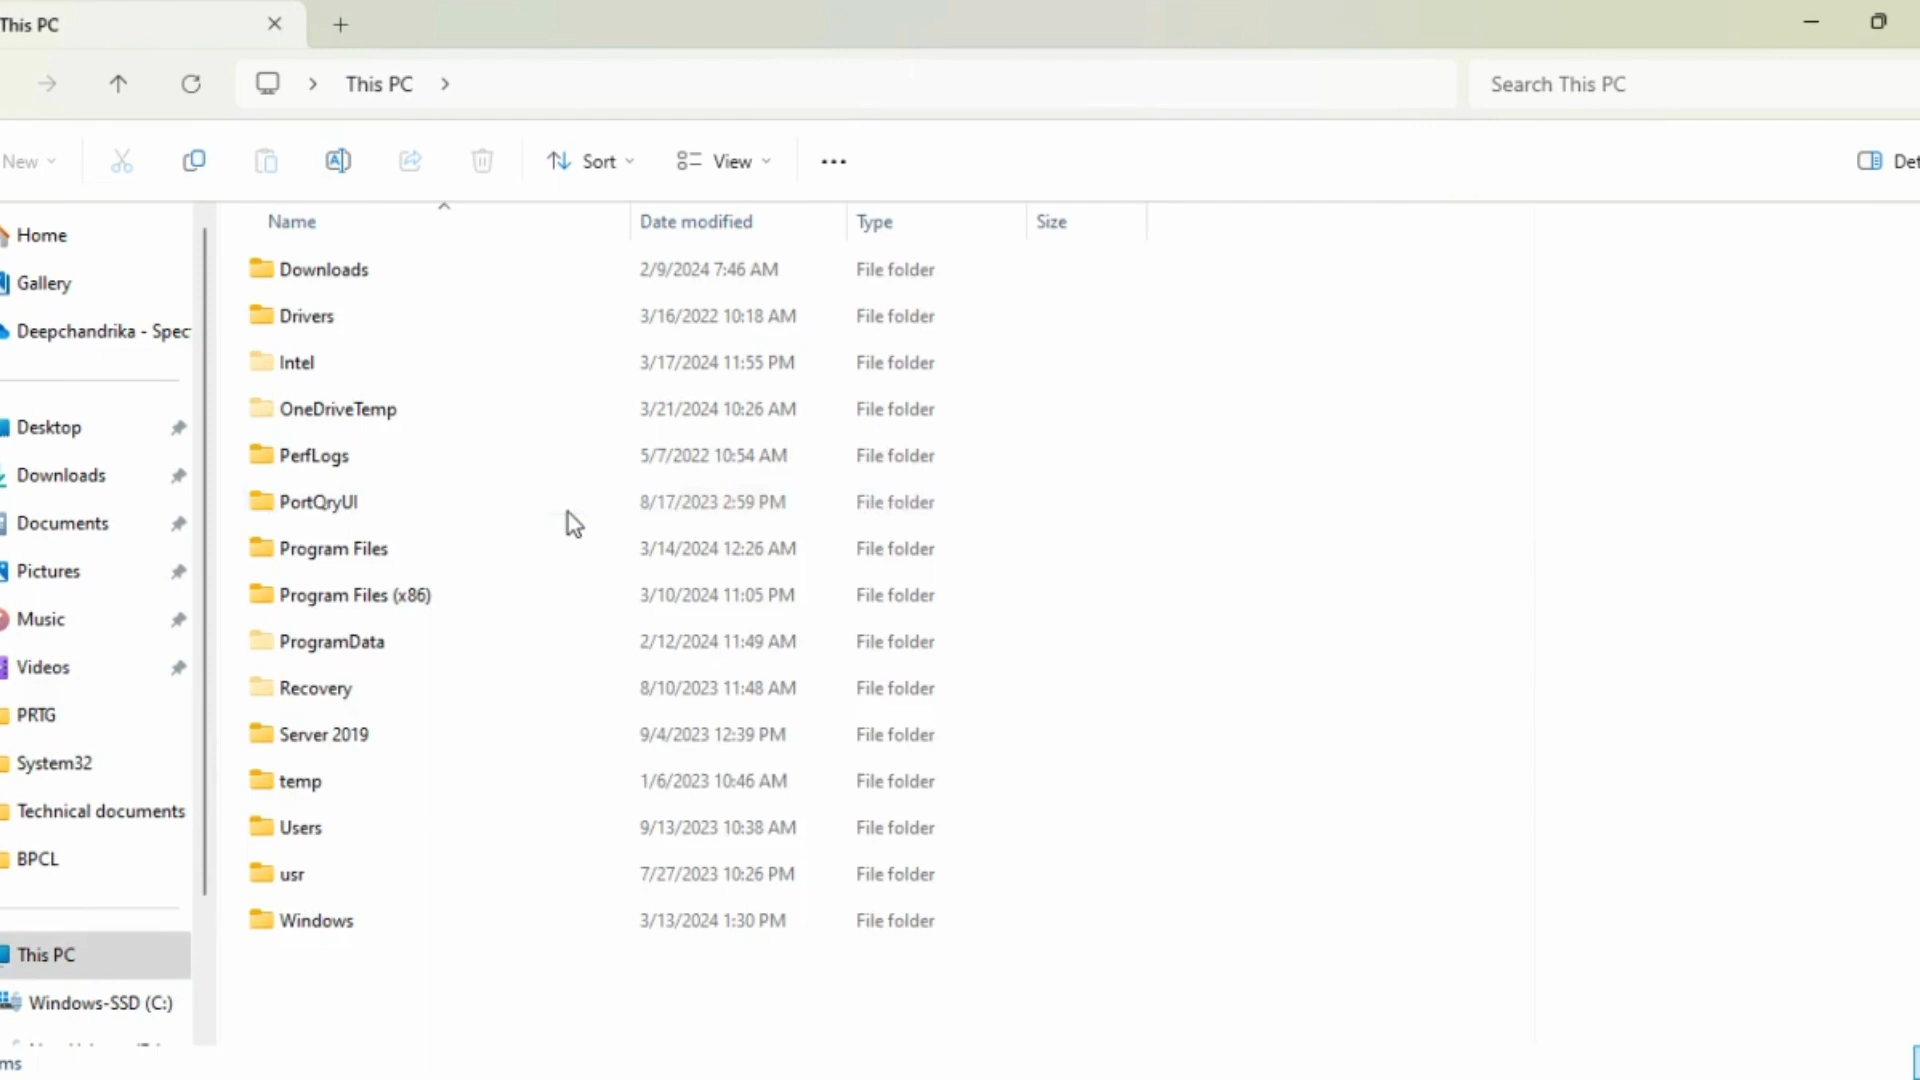 This PC
This PC
Search This PC
New
Sort
View
Det
Name Date modified Type Size
Home
Gallery
Deepchandrika - Spec
Desktop
Downloads
Documents
Pictures
Music
Videos
PRTG
System32
Technical documents
BPCL
This PC
Windows-SSD (C:)
Downloads 2/9/2024 7:46 AM File folder
Drivers 3/16/2022 10:18 AM File folder
Intel 3/17/2024 11:55 PM File folder
OneDriveTemp 3/21/2024 10:26 AM File folder
PerfLogs 5/7/2022 10:54 AM File folder
PortQryUI 8/17/2023 2:59 PM File folder
Program Files 3/14/2024 12:26 AM File folder
Program Files (x86) 3/10/2024 11:05 PM File folder
ProgramData 2/12/2024 11:49 AM File folder
Recovery 8/10/2023 11:48 AM File folder
Server 2019 9/4/2023 12:39 PM File folder
temp 1/6/2023 10:46 AM File folder
Users 9/13/2023 10:38 AM File folder
usr 7/27/2023 10:26 PM File folder
Windows 3/13/2024 1:30 PM File folder
ms